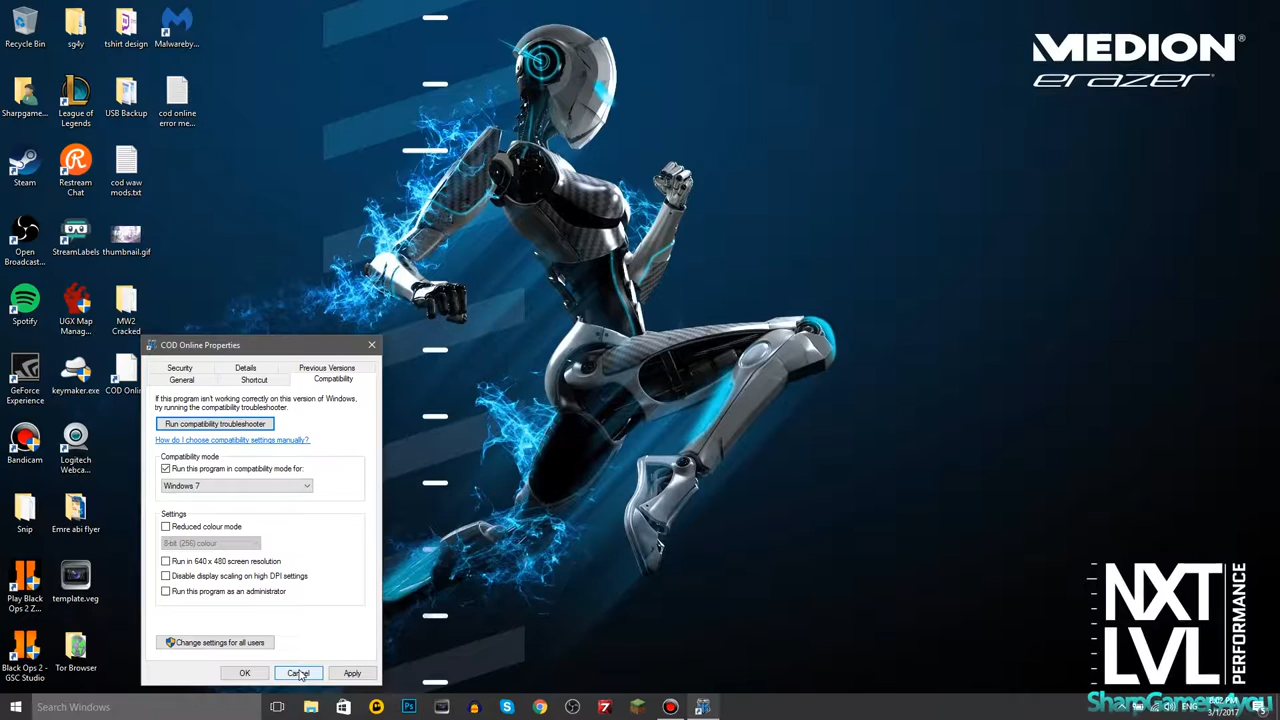 Recycle Bin
sg4y
tshirt design
Malwareby...
Sharpgame...
League of
Legends
USB Backup
cod online
error me...
Steam
Restream
Chat
cod waw
mods.txt
Open
Broadcast...
StreamLabels
thumbnail.gif
Spotify
UGX Map
Manag...
MW2
Cracked
GeForce
Experience
keymaker.exe
COD Onli
Bandicam
Logitech
Webca...
Snip
Emre abi flyer
Play Black
Ops 2 Z...
template.veg
Black Ops 2 -
GSC Studio
Tor Browser
MEDION
erazer
COD Online Properties
Security
Details
Previous Versions
General
Shortcut
Compatibility
If this program isn't working correctly on this version of Windows,
try running the compatibility troubleshooter.
Run compatibility troubleshooter
How do I choose compatibility settings manually?
Compatibility mode
Run this program in compatibility mode for:
Windows 7
Settings
Reduced colour mode
8-bit (256) colour
Run in 640 x 480 screen resolution
Disable display scaling on high DPI settings
Run this program as an administrator
Change settings for all users
OK
Cancel
Apply
NXT
LVL
PERFORMANCE
SharpGamer4you
Search Windows
ENG
3/1/2017